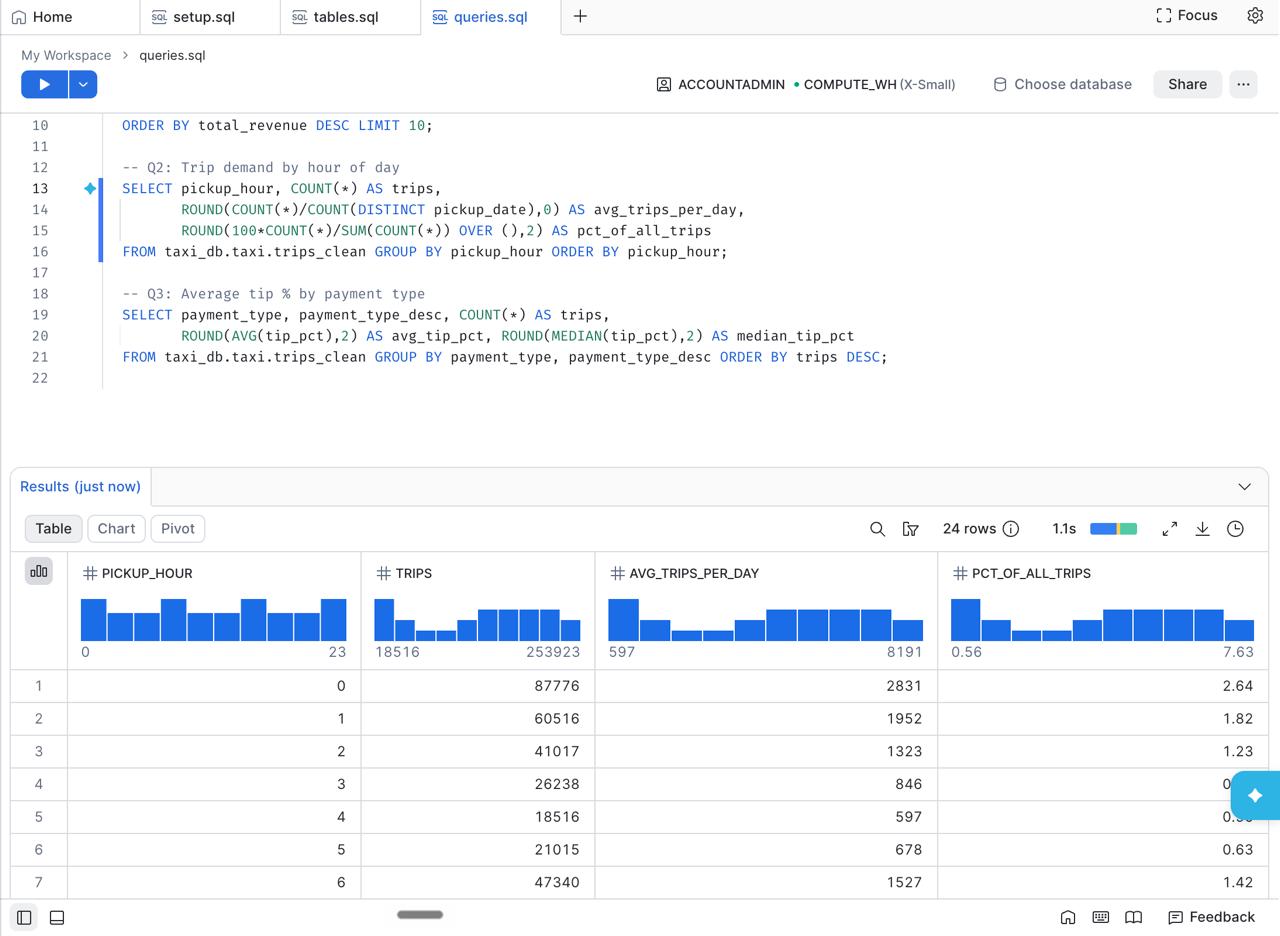 Home
SQL setup.sql
SQL tables.sql
SQL queries.sql
Focus
My Workspace > queries.sql
ACCOUNTADMIN • COMPUTE_WH (X-Small)
Choose database
Share
10 ORDER BY total_revenue DESC LIMIT 10;
11
12 -- Q2: Trip demand by hour of day
13 SELECT pickup_hour, COUNT(*) AS trips,
14 ROUND(COUNT(*)/COUNT(DISTINCT pickup_date),0) AS avg_trips_per_day,
15 ROUND(100*COUNT(*)/SUM(COUNT(*)) OVER (),2) AS pct_of_all_trips
16 FROM taxi_db.taxi.trips_clean GROUP BY pickup_hour ORDER BY pickup_hour;
17
18 -- Q3: Average tip % by payment type
19 SELECT payment_type, payment_type_desc, COUNT(*) AS trips,
20 ROUND(AVG(tip_pct),2) AS avg_tip_pct, ROUND(MEDIAN(tip_pct),2) AS median_tip_pct
21 FROM taxi_db.taxi.trips_clean GROUP BY payment_type, payment_type_desc ORDER BY trips DESC;
22
Results (just now)
Table Chart Pivot
24 rows 1.1s
PICKUP_HOUR TRIPS AVG_TRIPS_PER_DAY PCT_OF_ALL_TRIPS
0 23 18516 253923 597 8191 0.56 7.63
1 0 87776 2831 2.64
2 1 60516 1952 1.82
3 2 41017 1323 1.23
4 3 26238 846
5 4 18516 597
6 5 21015 678 0.63
7 6 47340 1527 1.42
Feedback